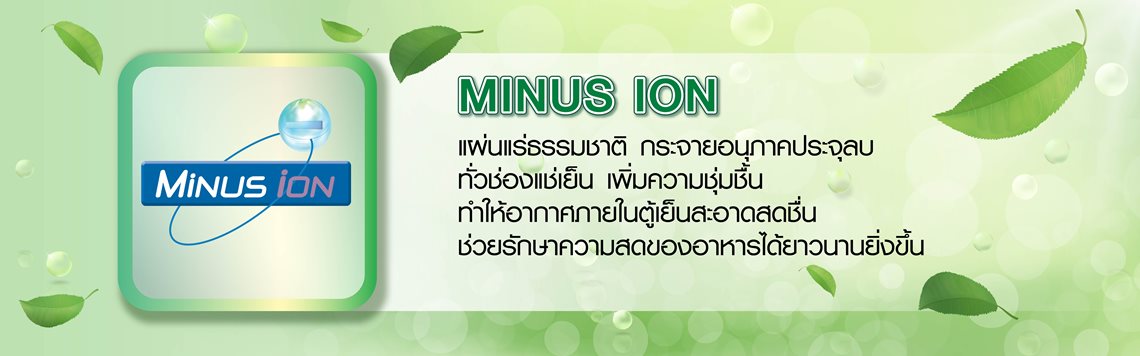 MINUS ION
MINUS ION
แผ่นแร่ธรรมชาติ กระจายอนุภาคประจุลบ
ทั่วช่องแช่เย็น เพิ่มความชุ่มชื้น
ทำให้อากาศภายในตู้เย็นสะอาดสดชื่น
ช่วยรักษาความสดของอาหารได้ยาวนานยิ่งขึ้น